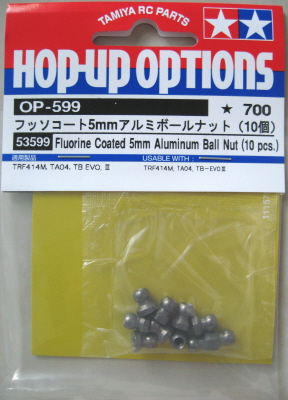 TAMIYA RC PARTS
HOP-UP OPTIONS
OP-599
★ 700
フッソコート5mmアルミボールナット(10個)
53599 Fluorine Coated 5mm Aluminum Ball Nut (10 pcs.)
適用製品 USABLE WITH :
TRF414M, TA04, TB EVO. Ⅲ TRF414M, TA04, TB-EVO.Ⅲ